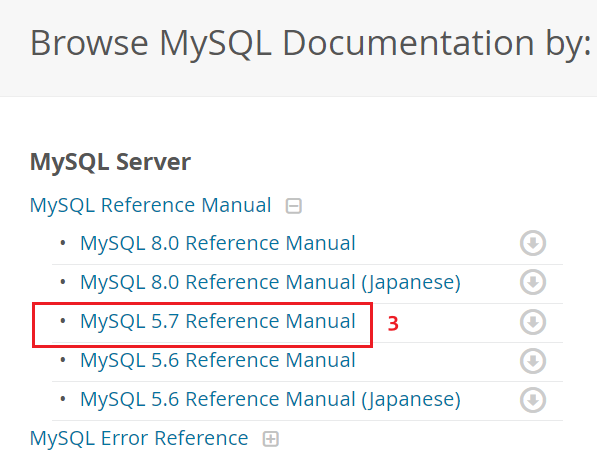 Browse MySQL Documentation by:
MySQL Server
MySQL Reference Manual
• MySQL 8.0 Reference Manual
• MySQL 8.0 Reference Manual (Japanese)
• MySQL 5.7 Reference Manual 3
• MySQL 5.6 Reference Manual
• MySQL 5.6 Reference Manual (Japanese)
MySQL Error Reference